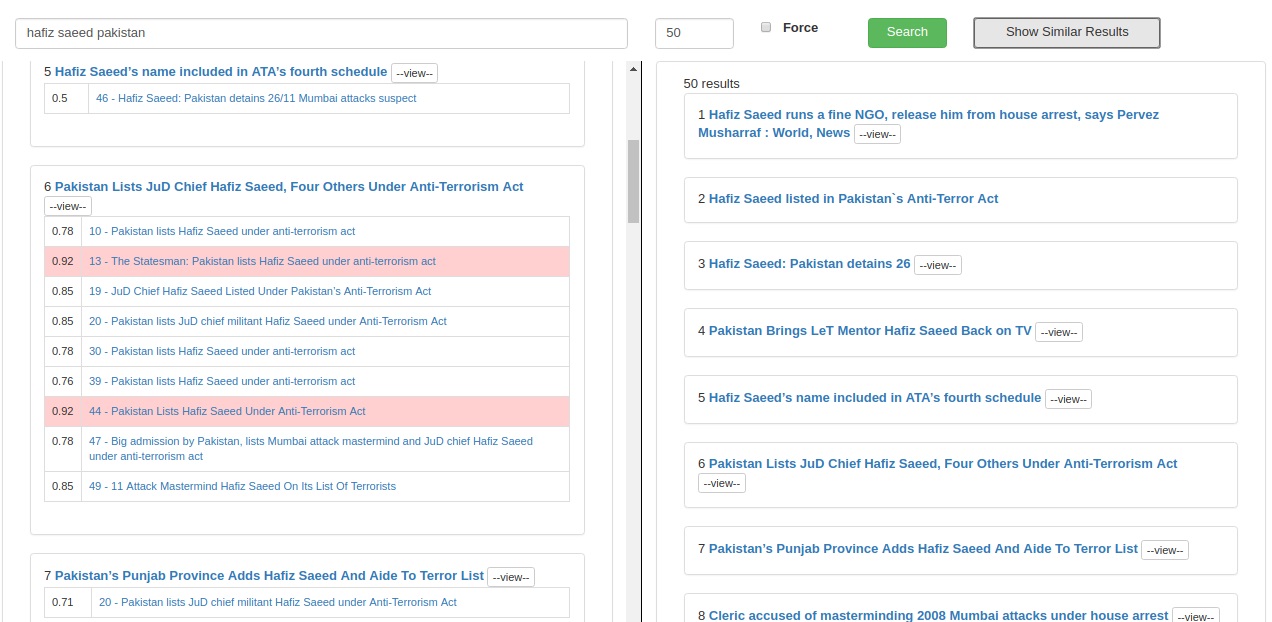 hafiz saeed pakistan
50
Force
Search
Show Similar Results
5 Hafiz Saeed’s name included in ATA’s fourth schedule --view--
0.5 46 - Hafiz Saeed: Pakistan detains 26/11 Mumbai attacks suspect
6 Pakistan Lists JuD Chief Hafiz Saeed, Four Others Under Anti-Terrorism Act
--view--
0.78 10 - Pakistan lists Hafiz Saeed under anti-terrorism act
0.92 13 - The Statesman: Pakistan lists Hafiz Saeed under anti-terrorism act
0.85 19 - JuD Chief Hafiz Saeed Listed Under Pakistan’s Anti-Terrorism Act
0.85 20 - Pakistan lists JuD chief militant Hafiz Saeed under Anti-Terrorism Act
0.78 30 - Pakistan lists Hafiz Saeed under anti-terrorism act
0.76 39 - Pakistan lists Hafiz Saeed under anti-terrorism act
0.92 44 - Pakistan Lists Hafiz Saeed Under Anti-Terrorism Act
0.78 47 - Big admission by Pakistan, lists Mumbai attack mastermind and JuD chief Hafiz Saeed
under anti-terrorism act
0.85 49 - 11 Attack Mastermind Hafiz Saeed On Its List Of Terrorists
7 Pakistan’s Punjab Province Adds Hafiz Saeed And Aide To Terror List --view--
0.71 20 - Pakistan lists JuD chief militant Hafiz Saeed under Anti-Terrorism Act
50 results
1 Hafiz Saeed runs a fine NGO, release him from house arrest, says Pervez
Musharraf : World, News --view--
2 Hafiz Saeed listed in Pakistan`s Anti-Terror Act
3 Hafiz Saeed: Pakistan detains 26 --view--
4 Pakistan Brings LeT Mentor Hafiz Saeed Back on TV --view--
5 Hafiz Saeed’s name included in ATA’s fourth schedule --view--
6 Pakistan Lists JuD Chief Hafiz Saeed, Four Others Under Anti-Terrorism Act
--view--
7 Pakistan’s Punjab Province Adds Hafiz Saeed And Aide To Terror List --view--
8 Cleric accused of masterminding 2008 Mumbai attacks under house arrest --view--